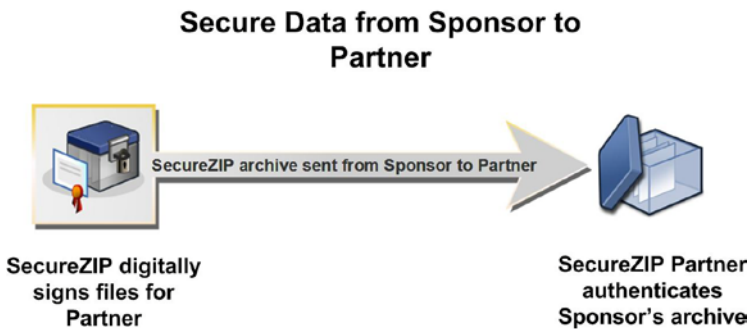 Secure Data from Sponsor to
Partner
SecureZIP archive sent from Sponsor to Partner
SecureZIP digitally
signs files for
Partner
SecureZIP Partner
authenticates
Sponsor's archive